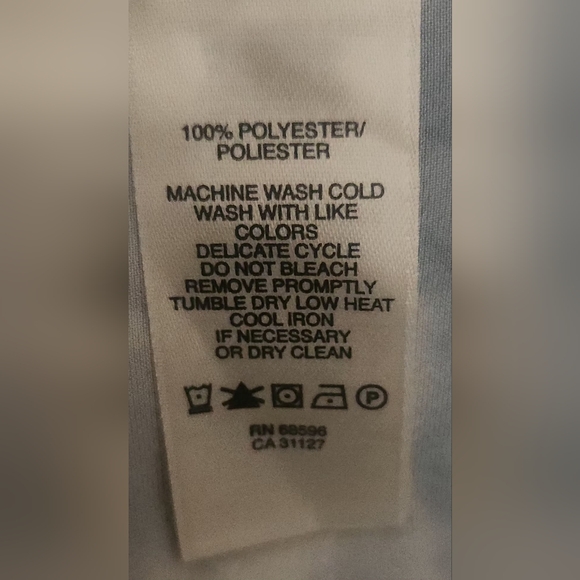 100% POLYESTER/
POLIESTER
MACHINE WASH COLD
WASH WITH LIKE
COLORS
DELICATE CYCLE
DO NOT BLEACH
REMOVE PROMPTLY
TUMBLE DRY LOW HEAT
COOL IRON
IF NECESSARY
OR DRY CLEAN
P
RN 68596
CA 31127